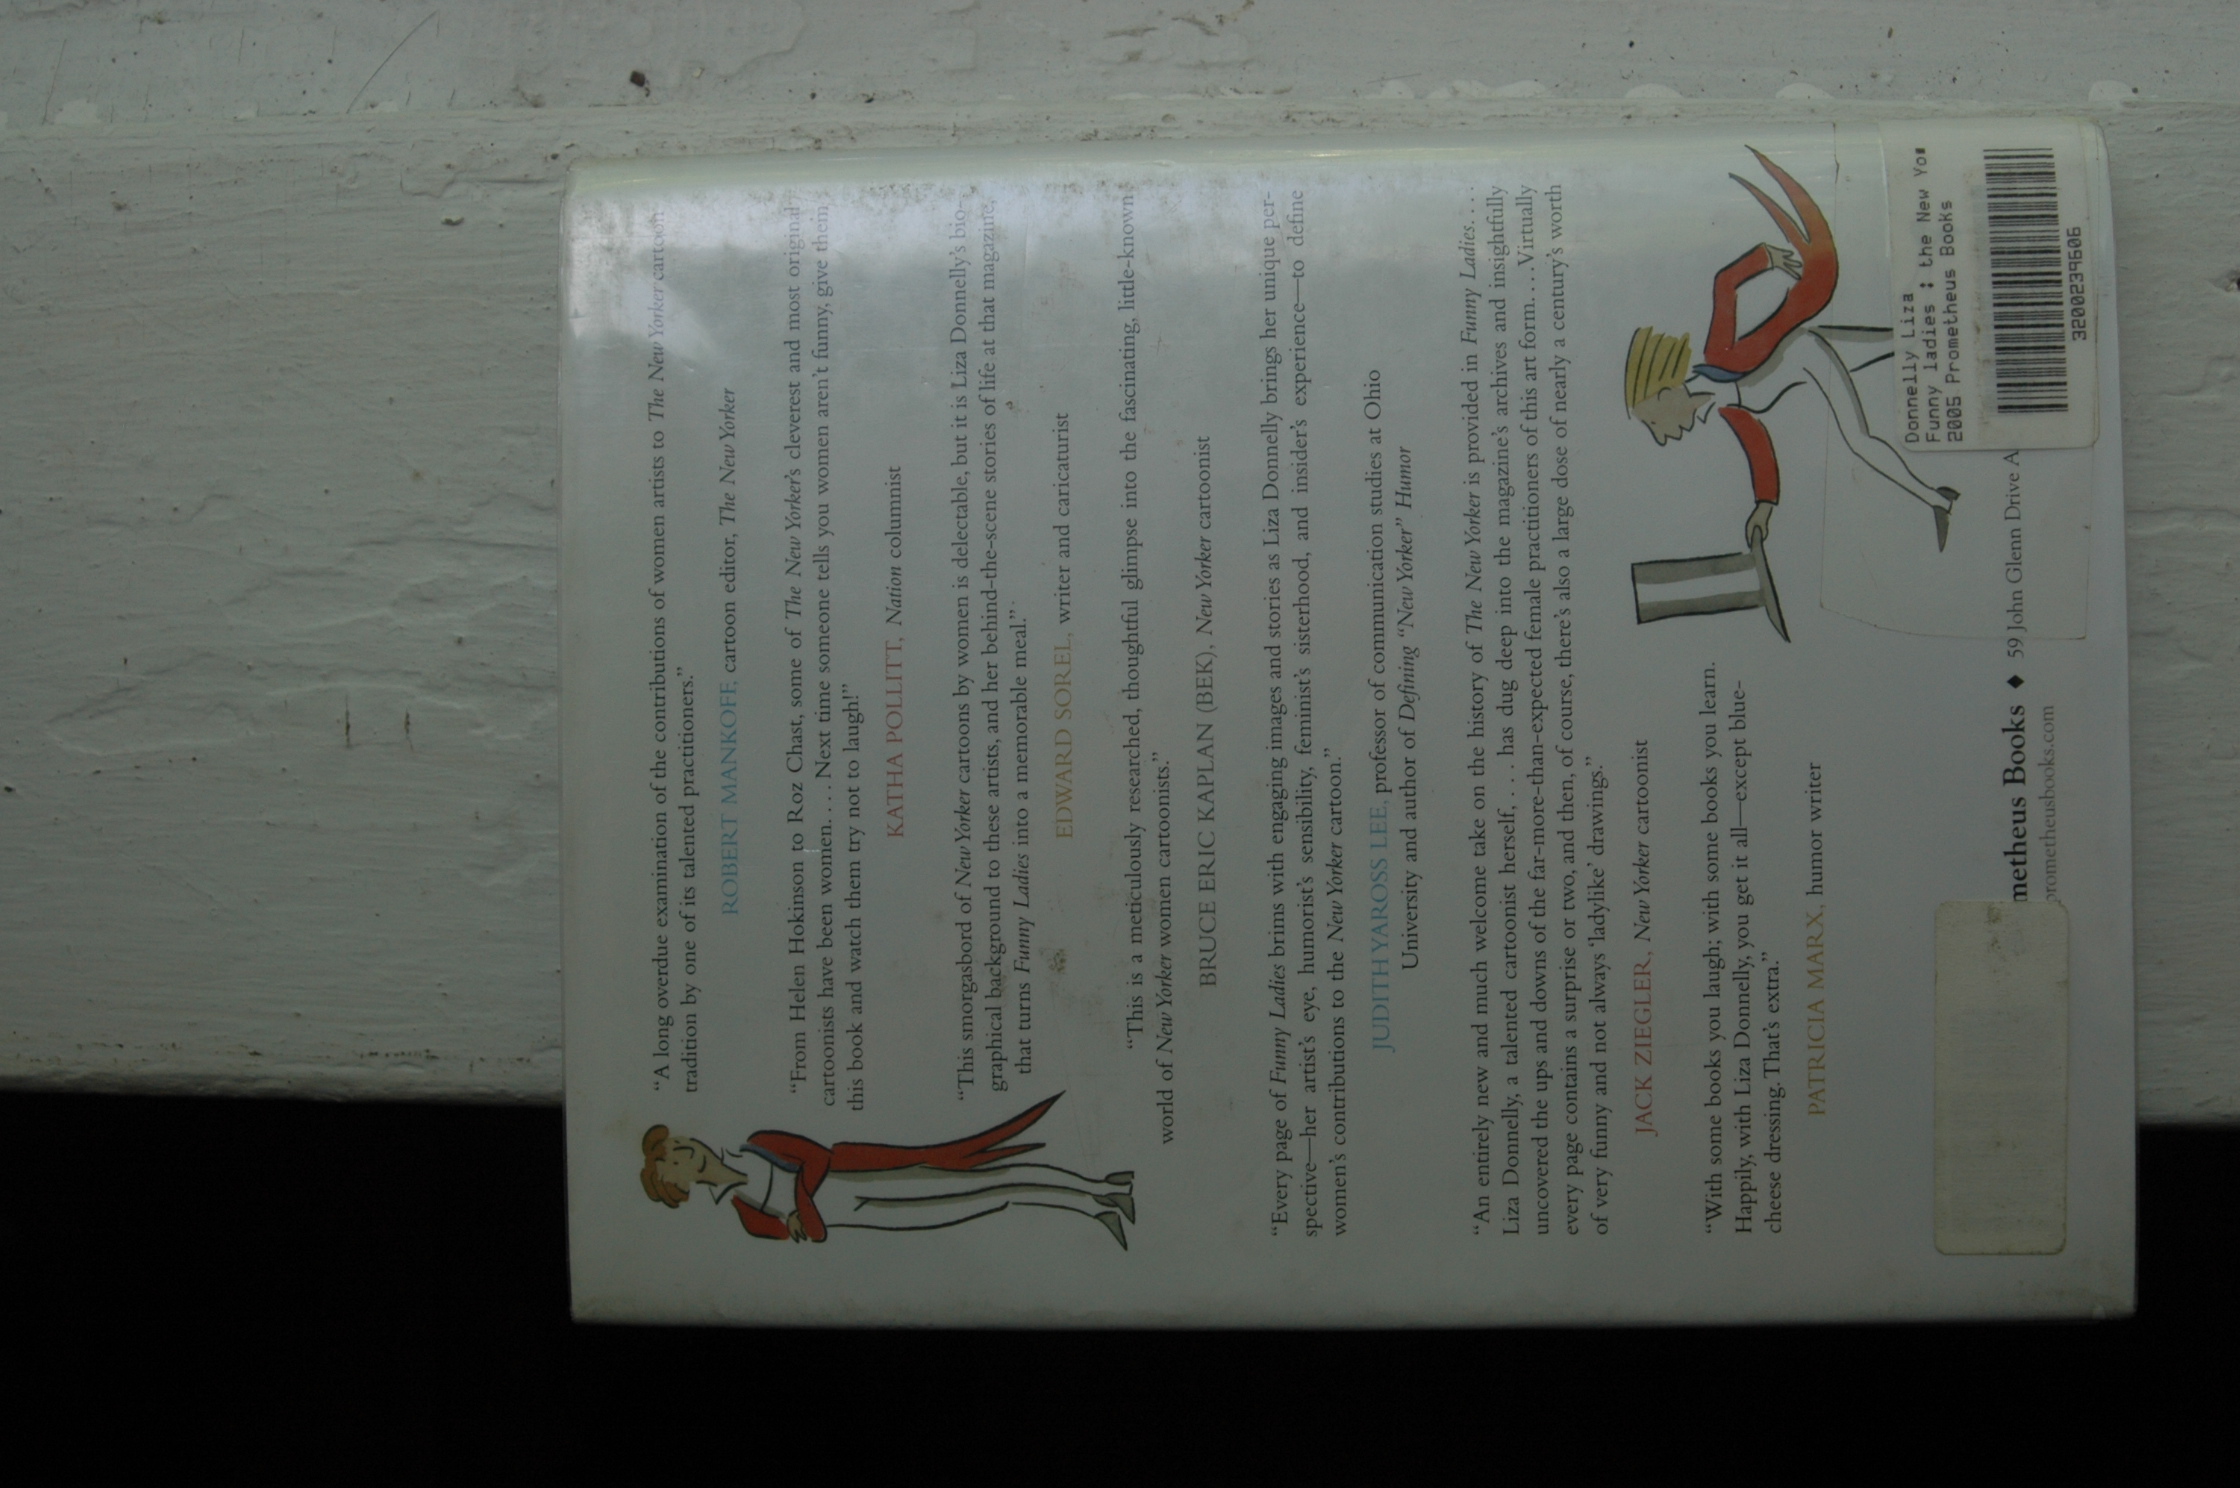 “A long overdue examination of the contributions of women artists to The New Yorker cartoon
tradition by one of its talented practitioners.”
ROBERT MANKOFF, cartoon editor, The New Yorker
“From Helen Hokinson to Roz Chast, some of The New Yorker’s cleverest and most original
cartoonists have been women. . . . Next time someone tells you women aren’t funny, give them
this book and watch them try not to laugh!”
KATHA POLLITT, Nation columnist
“This smorgasbord of New Yorker cartoons by women is delectable, but it is Liza Donnelly’s bio-
graphical background to these artists, and her behind-the-scene stories of life at that magazine,
that turns Funny Ladies into a memorable meal.”
EDWARD SOREL, writer and caricaturist
“This is a meticulously researched, thoughtful glimpse into the fascinating, little-known
world of New Yorker women cartoonists.”
BRUCE ERIC KAPLAN (BEK), New Yorker cartoonist
“Every page of Funny Ladies brims with engaging images and stories as Liza Donnelly brings her unique per-
spective—her artist’s eye, humorist’s sensibility, feminist’s sisterhood, and insider’s experience—to define
women’s contributions to the New Yorker cartoon.”
JUDITH YAROSS LEE, professor of communication studies at Ohio
University and author of Defining “New Yorker” Humor
“An entirely new and much welcome take on the history of The New Yorker is provided in Funny Ladies. . . .
Liza Donnelly, a talented cartoonist herself, . . . has dug deep into the magazine’s archives and insightfully
uncovered the ups and downs of the far-more-than-expected female practitioners of this art form. . . . Virtually
every page contains a surprise or two, and then, of course, there’s also a large dose of nearly a century’s worth
of very funny and not always ‘ladylike’ drawings.”
JACK ZIEGLER, New Yorker cartoonist
“With some books you laugh; with some books you learn.
Happily, with Liza Donnelly, you get it all—except blue-
cheese dressing. That’s extra.”
PATRICIA MARX, humor writer
Donnelly Liza
Funny ladies : the New Yo
2005 Prometheus Books
3200239606
metheus Books ♦ 59 John Glenn Drive A
prometheusbooks.com